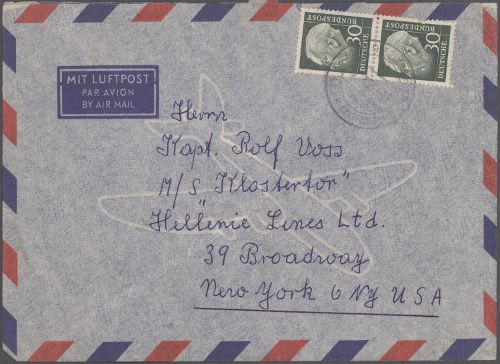 30
DEUTSCHE
BUNDESPOST
30
DEUTSCHE
BUNDESPOST
MIT LUFTPOST
PAR AVION
BY AIR MAIL
Herrn
Kapt. Rolf Voss
M/S "Klostertor"
Hellenic Lines Ltd.
39 Broadway
New York 6 NY USA